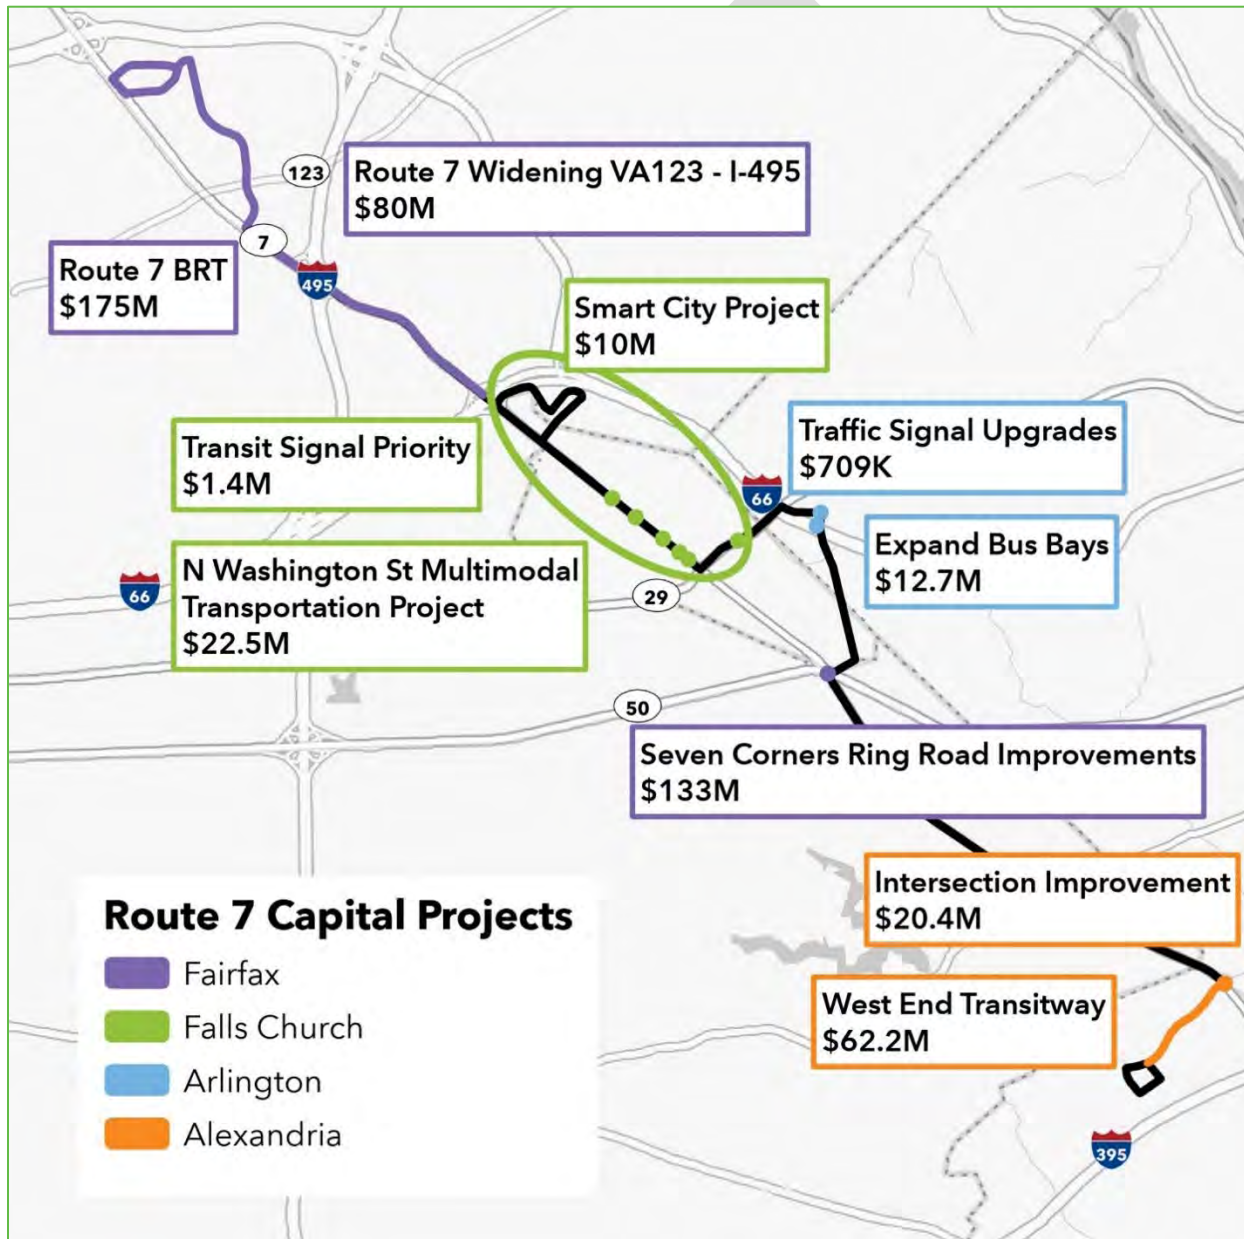 123
Route 7 Widening VA123 - I-495
$80M
7
Route 7 BRT
$175M
495
Smart City Project
$10M
Transit Signal Priority
$1.4M
Traffic Signal Upgrades
$709K
66
Expand Bus Bays
$12.7M
66
N Washington St Multimodal
Transportation Project
$22.5M
29
50
Seven Corners Ring Road Improvements
$133M
Intersection Improvement
$20.4M
West End Transitway
$62.2M
395
Route 7 Capital Projects
Fairfax
Falls Church
Arlington
Alexandria